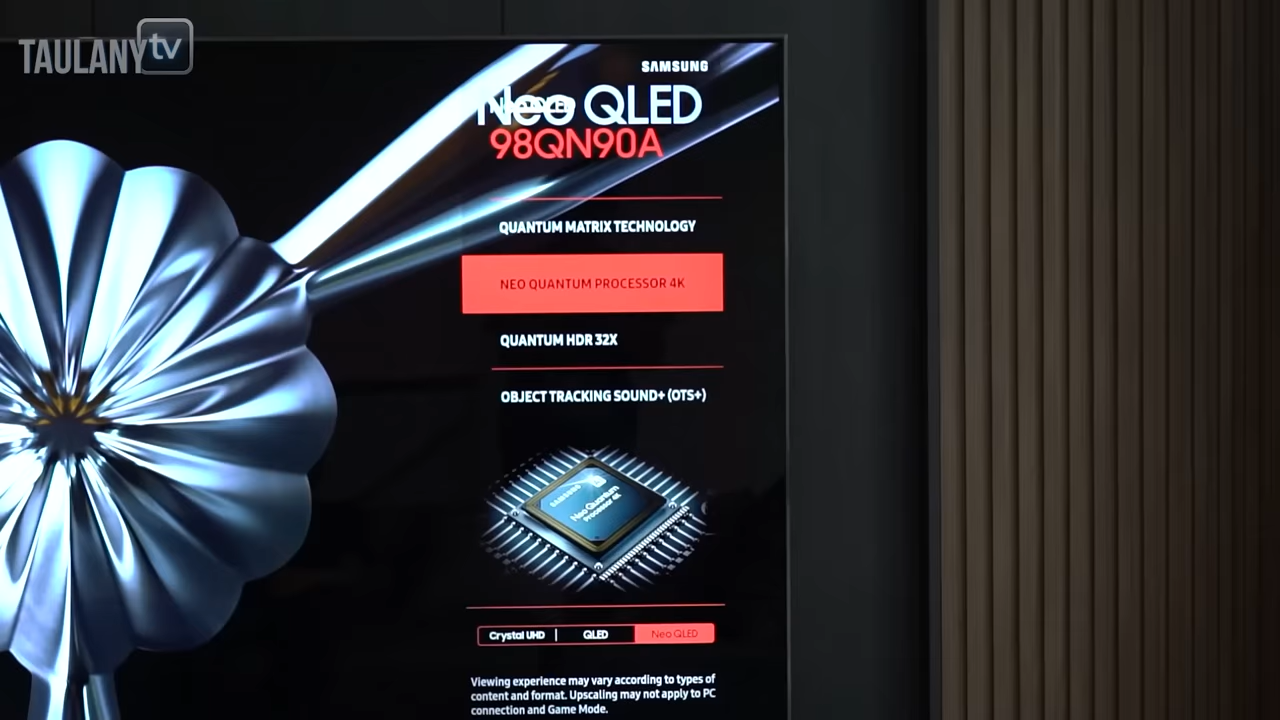 TAULANY tv
SAMSUNG
Neo QLED
98QN90A
QUANTUM MATRIX TECHNOLOGY
NEO QUANTUM PROCESSOR 4K
QUANTUM HDR 32X
OBJECT TRACKING SOUND+ (OTS+)
SAMSUNG
Neo Quantum
Processor 4K
Crystal UHD | QLED Neo QLED
Viewing experience may vary according to types of
content and format. Upscaling may not apply to PC
connection and Game Mode.